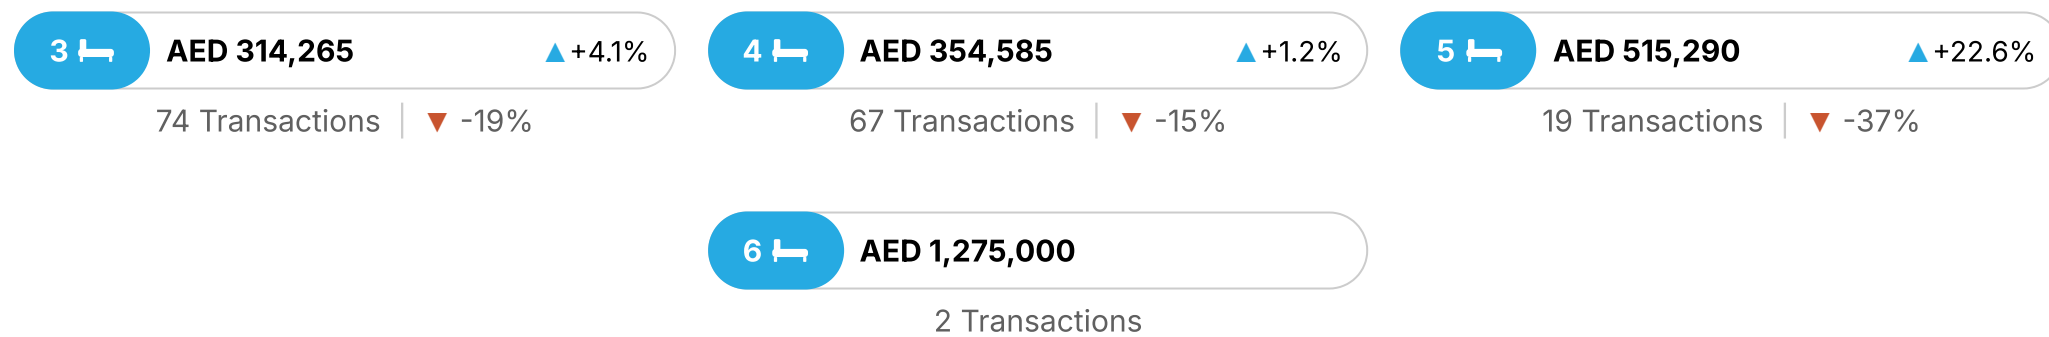 3 AED 314,265 ▲+4.1%
74 Transactions | ▼ -19%
4 AED 354,585 ▲+1.2%
67 Transactions | ▼ -15%
5 AED 515,290 ▲+22.6%
19 Transactions | ▼ -37%
6 AED 1,275,000
2 Transactions